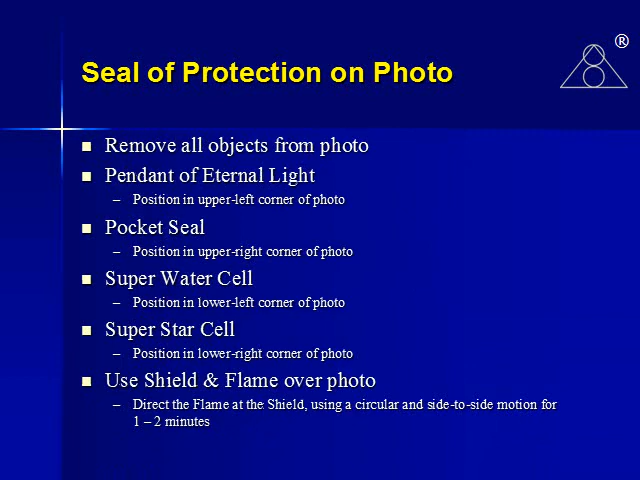 Seal of Protection on Photo
®
Remove all objects from photo
Pendant of Eternal Light
– Position in upper-left corner of photo
Pocket Seal
– Position in upper-right corner of photo
Super Water Cell
– Position in lower-left corner of photo
Super Star Cell
– Position in lower-right corner of photo
Use Shield & Flame over photo
– Direct the Flame at the Shield, using a circular and side-to-side motion for
1 – 2 minutes